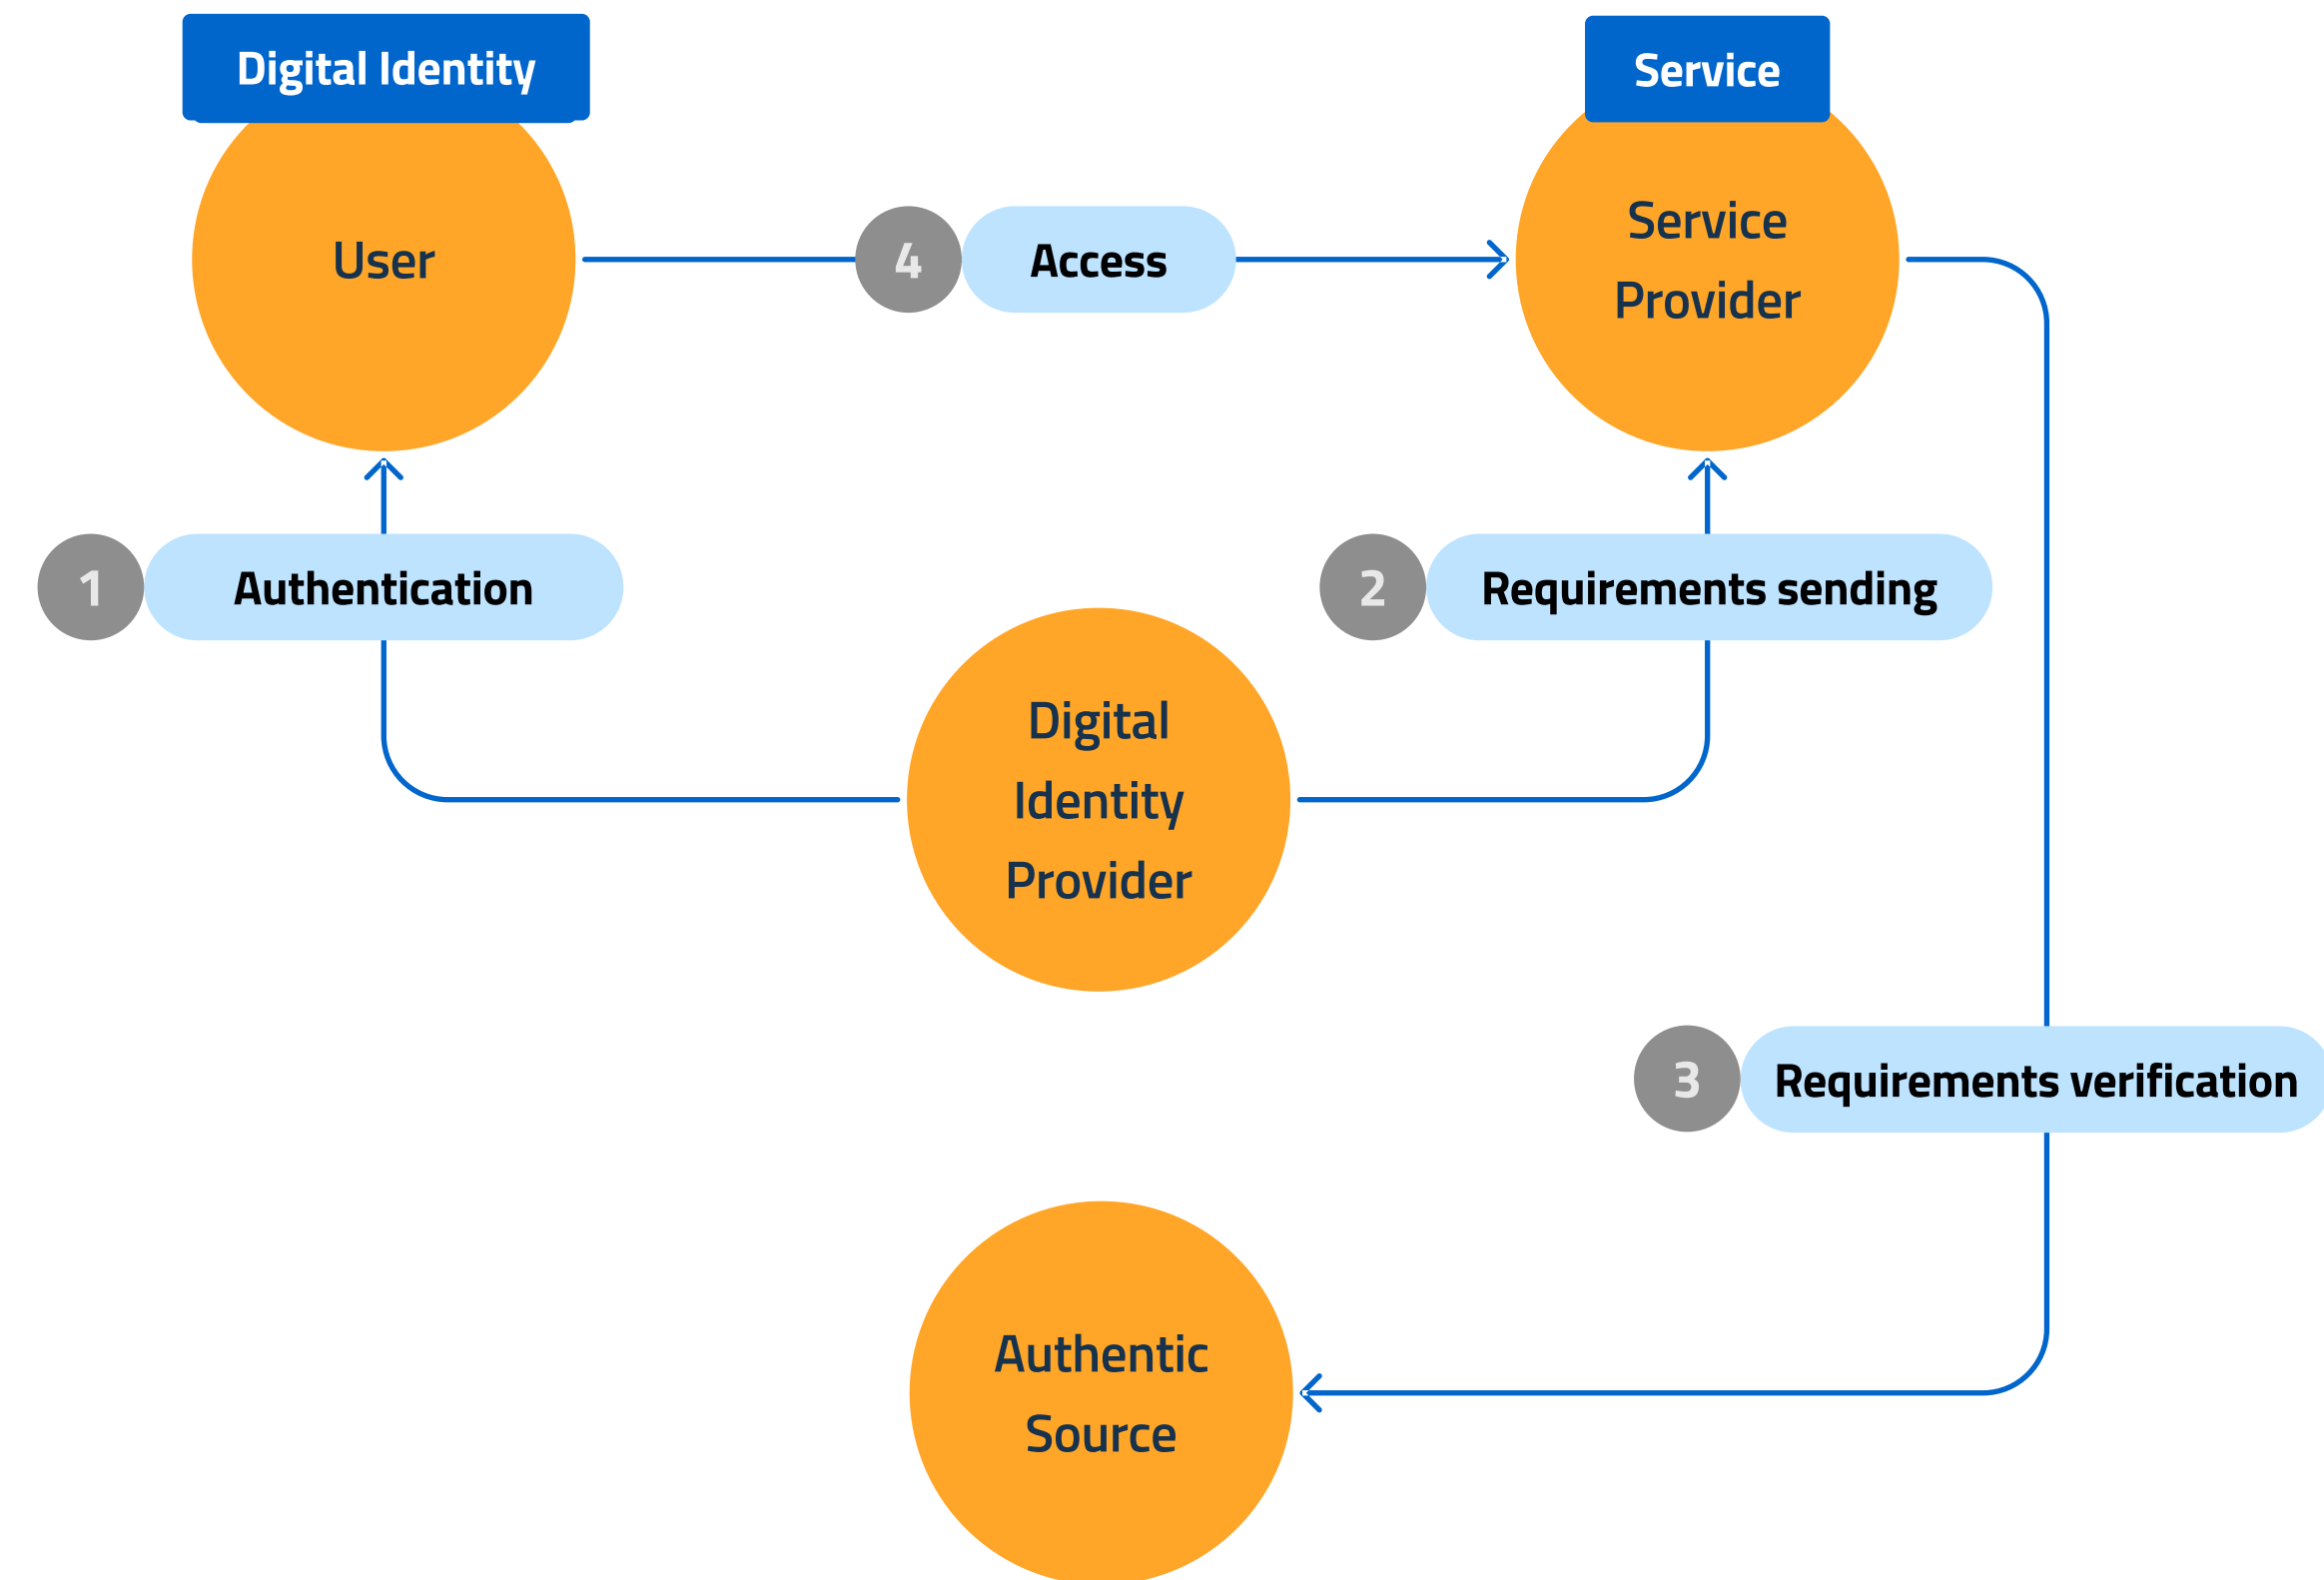 Digital Identity
Service
User
4
Access
Service
Provider
1
Authentication
2
Requirements sending
Digital
Identity
Provider
3
Requirements verification
Authentic
Source